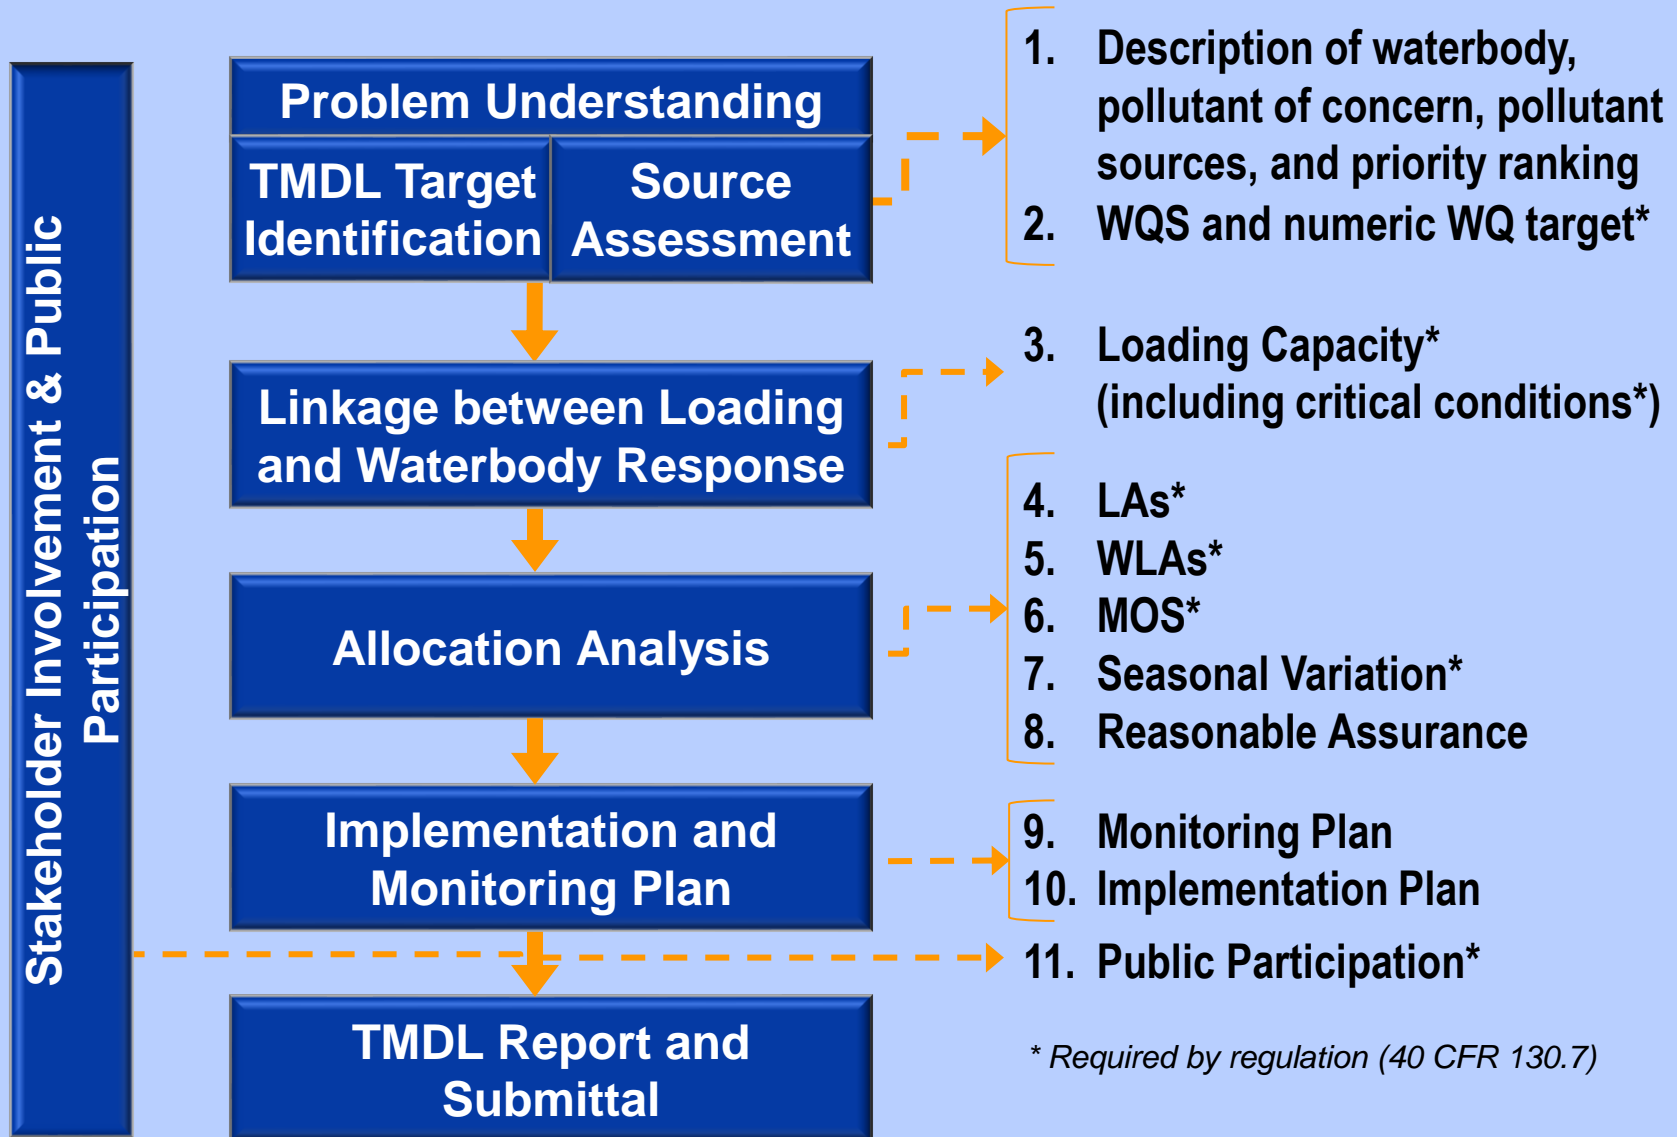 Stakeholder Involvement & Public
Participation
Problem Understanding
TMDL Target
Identification
Source
Assessment
Linkage between Loading
and Waterbody Response
Allocation Analysis
Implementation and
Monitoring Plan
TMDL Report and
Submittal
1. Description of waterbody,
pollutant of concern, pollutant
sources, and priority ranking
2. WQS and numeric WQ target*
3. Loading Capacity*
(including critical conditions*)
4. LAs*
5. WLAs*
6. MOS*
7. Seasonal Variation*
8. Reasonable Assurance
9. Monitoring Plan
10. Implementation Plan
11. Public Participation*
* Required by regulation (40 CFR 130.7)